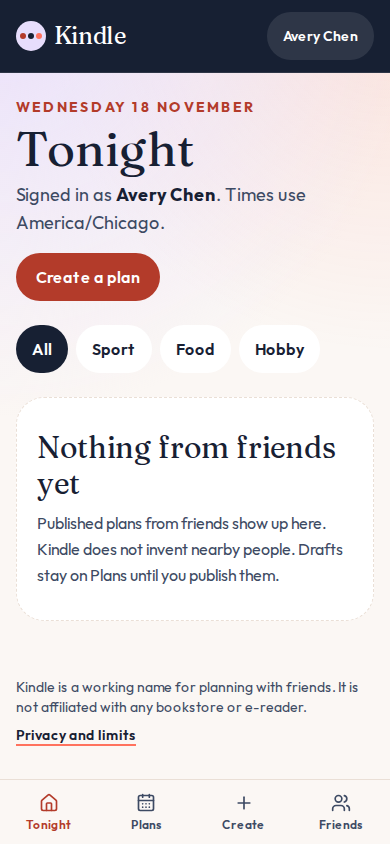 Kindle
Avery Chen
WEDNESDAY 18 NOVEMBER
Tonight
Signed in as Avery Chen. Times use
America/Chicago.
Create a plan
All
Sport
Food
Hobby
Nothing from friends
yet
Published plans from friends show up here.
Kindle does not invent nearby people. Drafts
stay on Plans until you publish them.
Kindle is a working name for planning with friends. It is
not affiliated with any bookstore or e-reader.
Privacy and limits
Tonight
Plans
Create
Friends